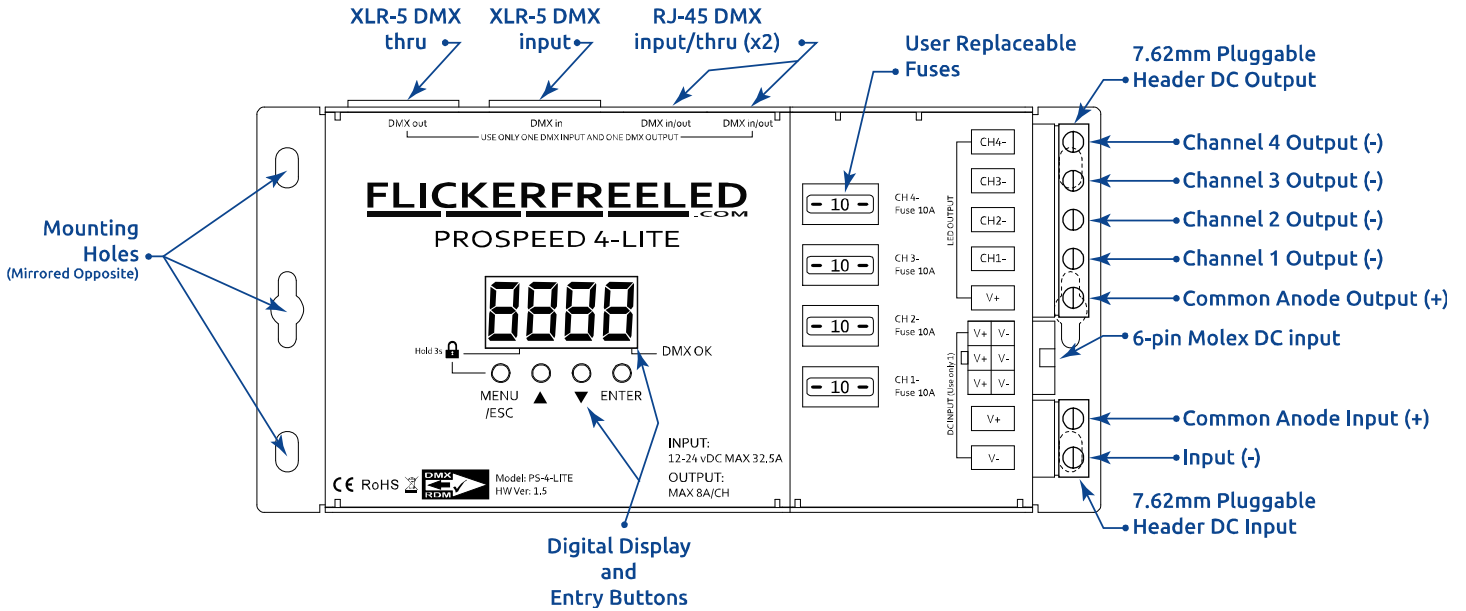 XLR-5 DMX
thru
XLR-5 DMX
input
RJ-45 DMX
input/thru (x2)
User Replaceable
Fuses
7.62mm Pluggable
Header DC Output
DMX out
DMX in
DMX in/out
DMX in/out
USE ONLY ONE DMX INPUT AND ONE DMX OUTPUT
FLICKERFREELED
.COM
PROSPEED 4-LITE
8888
Hold 3s
DMX OK
MENU
/ESC
▲
▼
ENTER
INPUT:
12-24 vDC MAX 32,5A
OUTPUT:
MAX 8A/CH
CE RoHS
DMX
RDM
Model: PS-4-LITE
HW Ver: 1.5
Mounting
Holes
(Mirrored Opposite)
Digital Display
and
Entry Buttons
- 10 -
CH 4-
Fuse 10A
- 10 -
CH 3-
Fuse 10A
- 10 -
CH 2-
Fuse 10A
- 10 -
CH 1-
Fuse 10A
LED OUTPUT
CH4-
CH3-
CH2-
CH1-
V+
DC INPUT (Use only 1)
V+ V-
V+ V-
V+ V-
V+
V-
Channel 4 Output (-)
Channel 3 Output (-)
Channel 2 Output (-)
Channel 1 Output (-)
Common Anode Output (+)
6-pin Molex DC input
Common Anode Input (+)
Input (-)
7.62mm Pluggable
Header DC Input